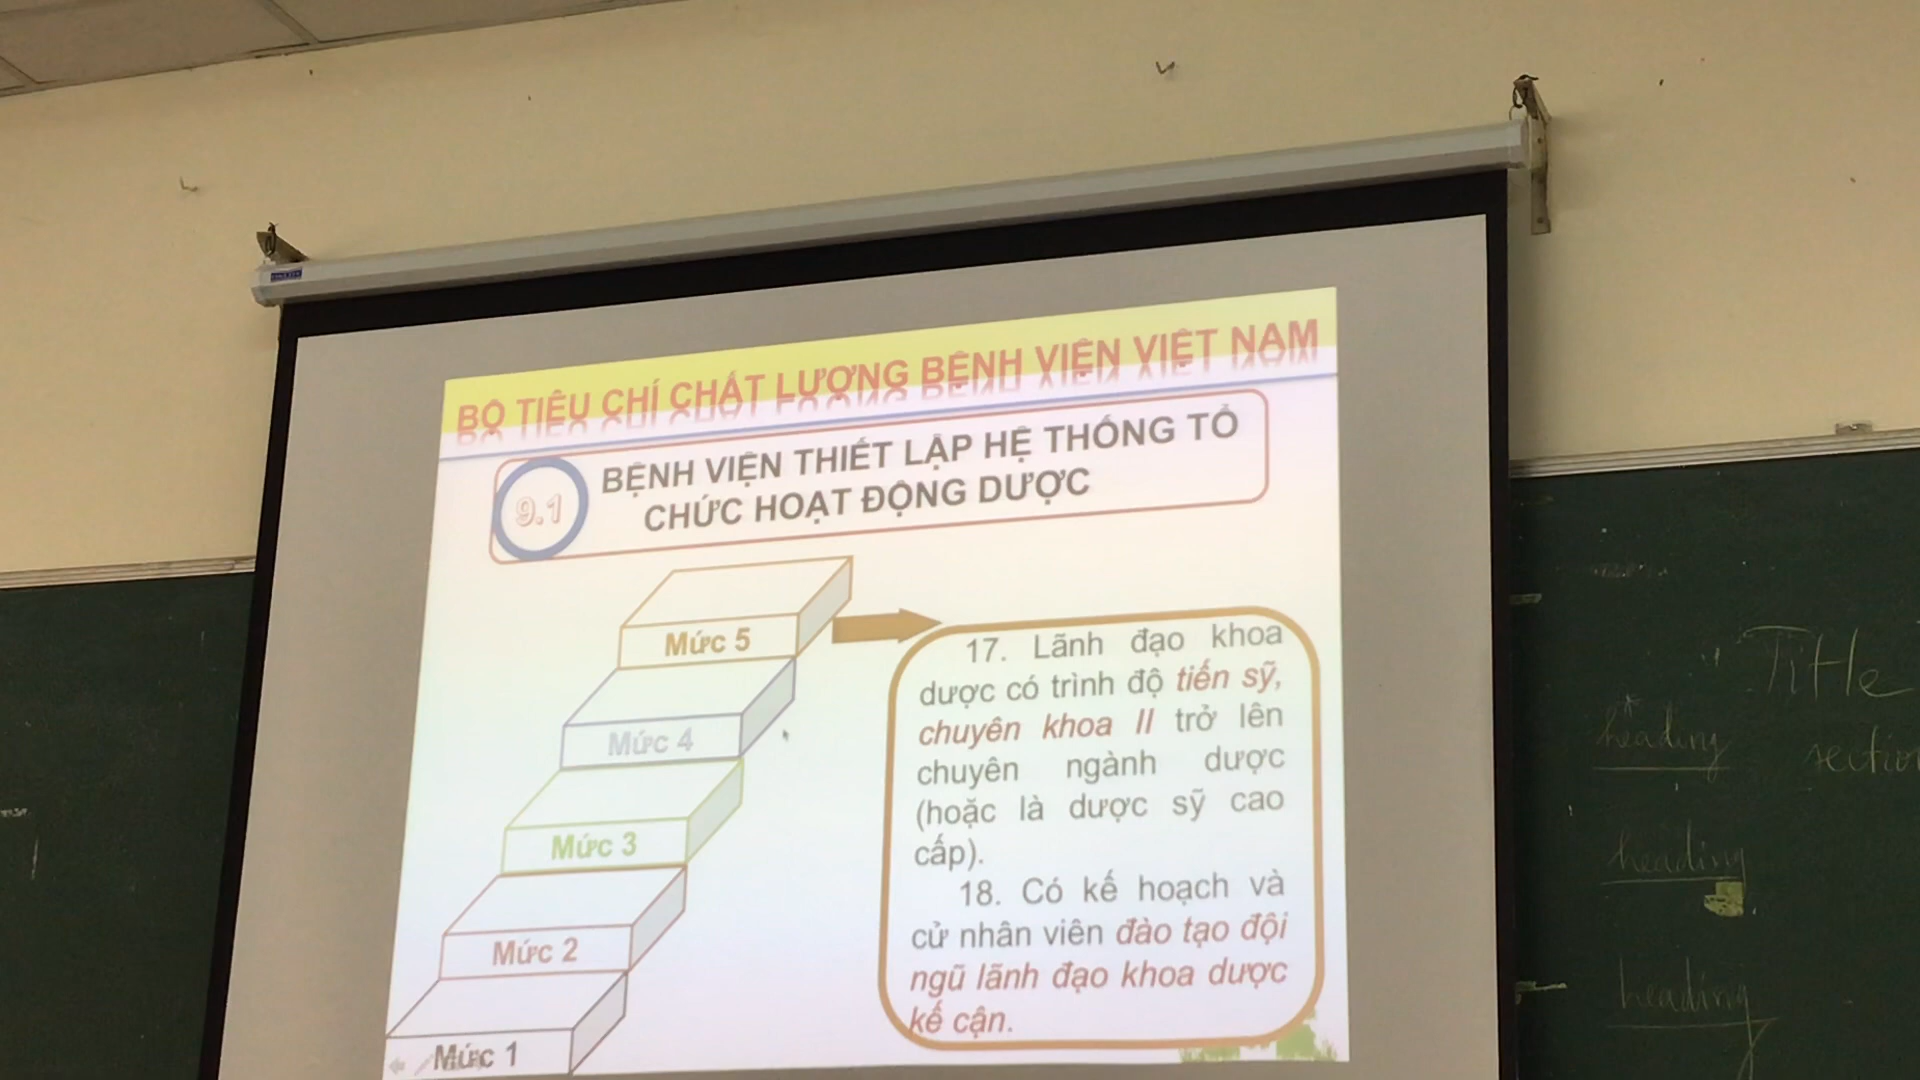 BỘ TIÊU CHÍ CHẤT LƯỢNG BỆNH VIỆN VIỆT NAM
9.1
BỆNH VIỆN THIẾT LẬP HỆ THỐNG TỔ
CHỨC HOẠT ĐỘNG DƯỢC
Mức 5
Mức 4
Mức 3
Mức 2
Mức 1
17. Lãnh đạo khoa
dược có trình độ tiến sỹ,
chuyên khoa II trở lên
chuyên ngành dược
(hoặc là dược sỹ cao
cấp).
18. Có kế hoạch và
cử nhân viên đào tạo đội
ngũ lãnh đạo khoa dược
kế cận.
Title
heading
section
heading
heading